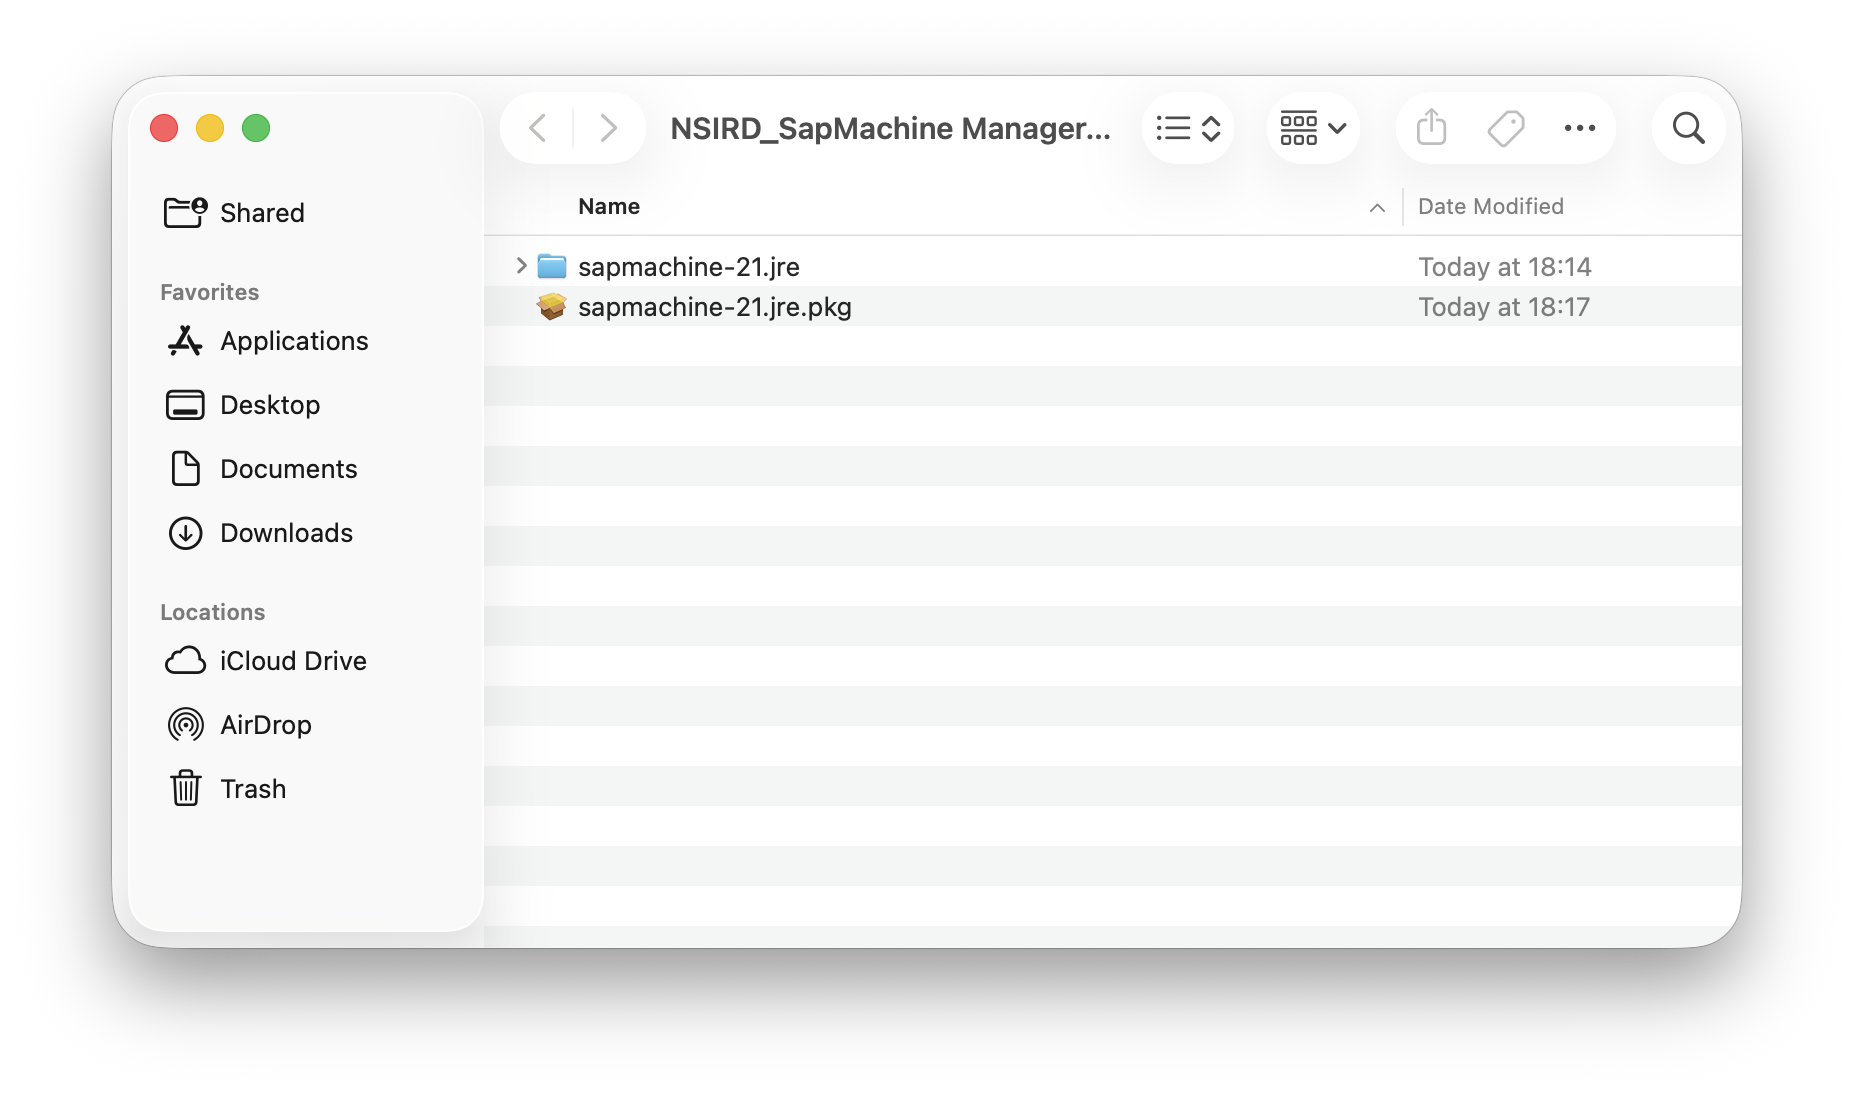 NSIRD_SapMachine Manager...
Shared
Favorites
Applications
Desktop
Documents
Downloads
Locations
iCloud Drive
AirDrop
Trash
Name
Date Modified
sapmachine-21.jre
Today at 18:14
sapmachine-21.jre.pkg
Today at 18:17